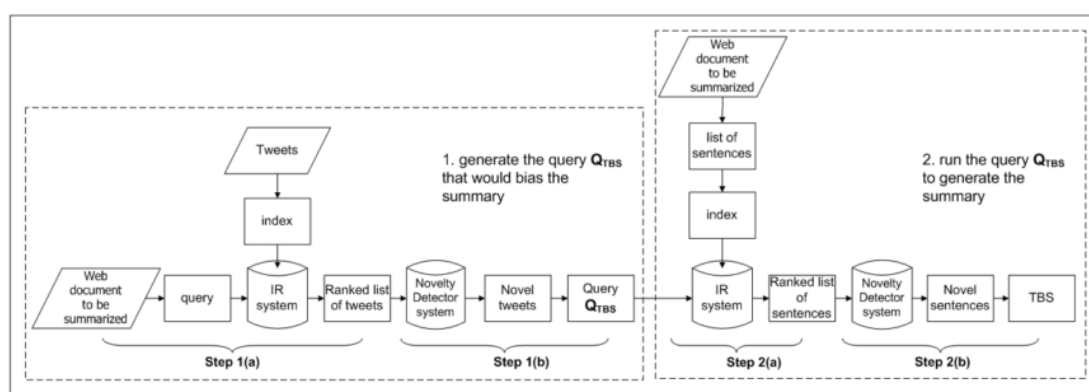 Web
document
to be
summarized
list of
sentences
index
2. run the query QTBS
to generate the
summary
Tweets
index
1. generate the query QTBS
that would bias the
summary
Web
document
to be
summarized
query
IR
system
Ranked list
of tweets
Novelty
Detector
system
Novel
tweets
Query
QTBS
IR
system
Ranked list
of
sentences
Novelty
Detector
system
Novel
sentences
TBS
Step 1(a)
Step 1(b)
Step 2(a)
Step 2(b)